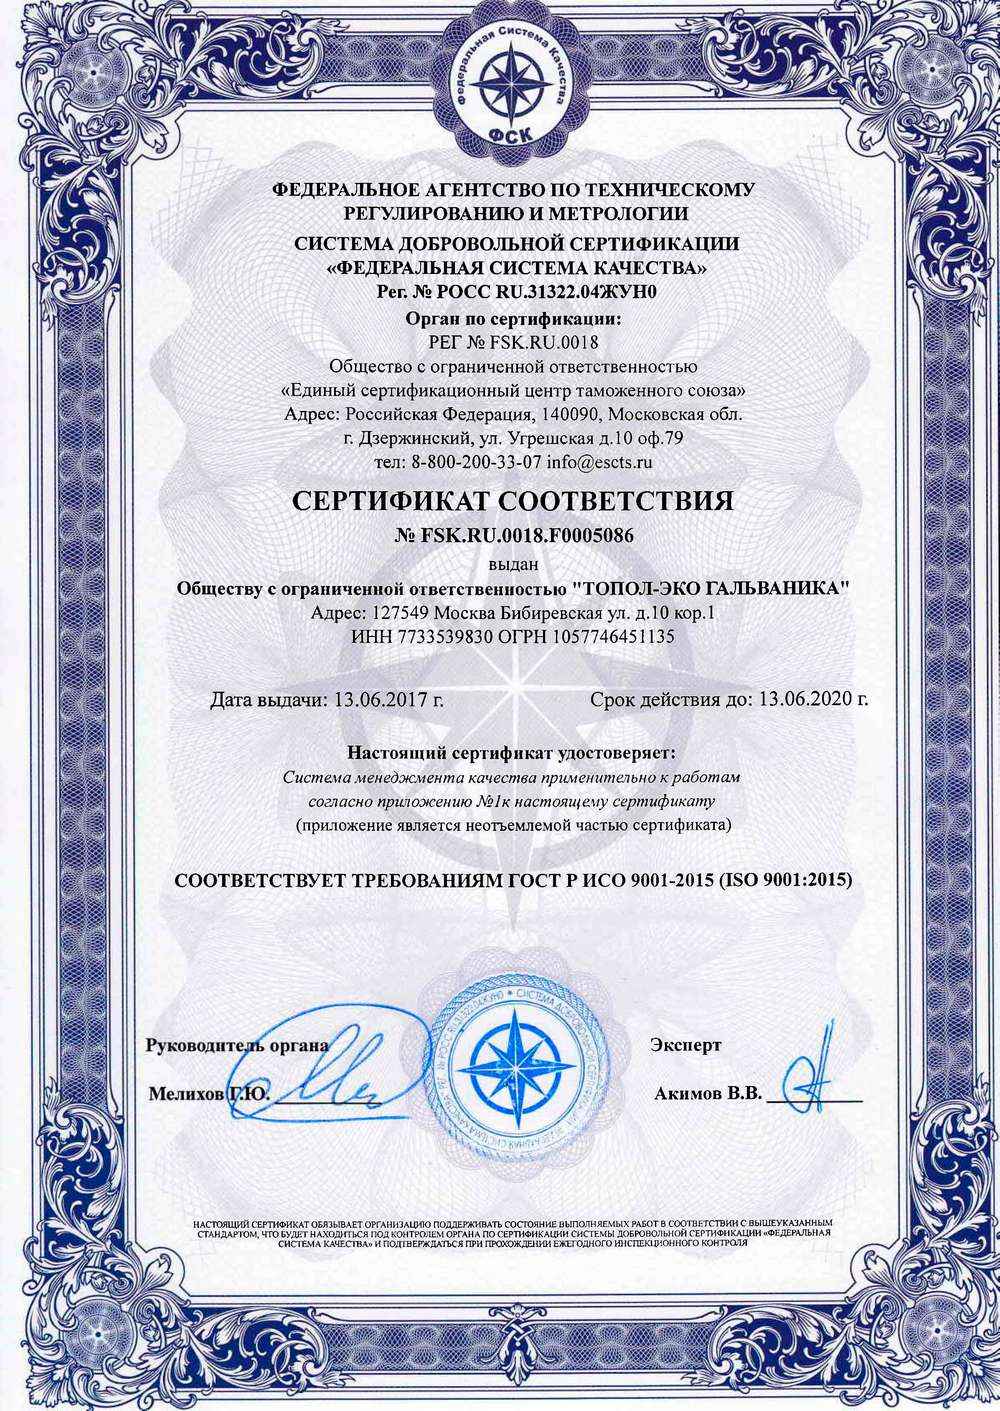 Федеральная Система Качества
ФСК
ФЕДЕРАЛЬНОЕ АГЕНТСТВО ПО ТЕХНИЧЕСКОМУ
РЕГУЛИРОВАНИЮ И МЕТРОЛОГИИ
СИСТЕМА ДОБРОВОЛЬНОЙ СЕРТИФИКАЦИИ
«ФЕДЕРАЛЬНАЯ СИСТЕМА КАЧЕСТВА»
Рег. № РОСС RU.31322.04ЖУН0
Орган по сертификации:
РЕГ № FSK.RU.0018
Общество с ограниченной ответственностью
«Единый сертификационный центр таможенного союза»
Адрес: Российская Федерация, 140090, Московская обл.
г. Дзержинский, ул. Угрешская д.10 оф.79
тел: 8-800-200-33-07 info@escts.ru
СЕРТИФИКАТ СООТВЕТСТВИЯ
№ FSK.RU.0018.F0005086
выдан
Обществу с ограниченной ответственностью "ТОПОЛ-ЭКО ГАЛЬВАНИКА"
Адрес: 127549 Москва Бибиревская ул. д.10 кор.1
ИНН 7733539830 ОГРН 1057746451135
Дата выдачи: 13.06.2017 г. Срок действия до: 13.06.2020 г.
Настоящий сертификат удостоверяет:
Система менеджмента качества применительно к работам
согласно приложению №1к настоящему сертификату
(приложение является неотъемлемой частью сертификата)
СООТВЕТСТВУЕТ ТРЕБОВАНИЯМ ГОСТ Р ИСО 9001-2015 (ISO 9001:2015)
Руководитель органа Эксперт
Мелихов Г.Ю. Акимов В.В.
НАСТОЯЩИЙ СЕРТИФИКАТ ОБЯЗЫВАЕТ ОРГАНИЗАЦИЮ ПОДДЕРЖИВАТЬ СОСТОЯНИЕ ВЫПОЛНЯЕМЫХ РАБОТ В СООТВЕТСТВИИ С ВЫШЕУКАЗАННЫМ
СТАНДАРТОМ, ЧТО БУДЕТ НАХОДИТЬСЯ ПОД КОНТРОЛЕМ ОРГАНА ПО СЕРТИФИКАЦИИ СИСТЕМЫ ДОБРОВОЛЬНОЙ СЕРТИФИКАЦИИ «ФЕДЕРАЛЬНАЯ
СИСТЕМА КАЧЕСТВА» И ПОДТВЕРЖДАТЬСЯ ПРИ ПРОХОЖДЕНИИ ЕЖЕГОДНОГО ИНСПЕКЦИОННОГО КОНТРОЛЯ